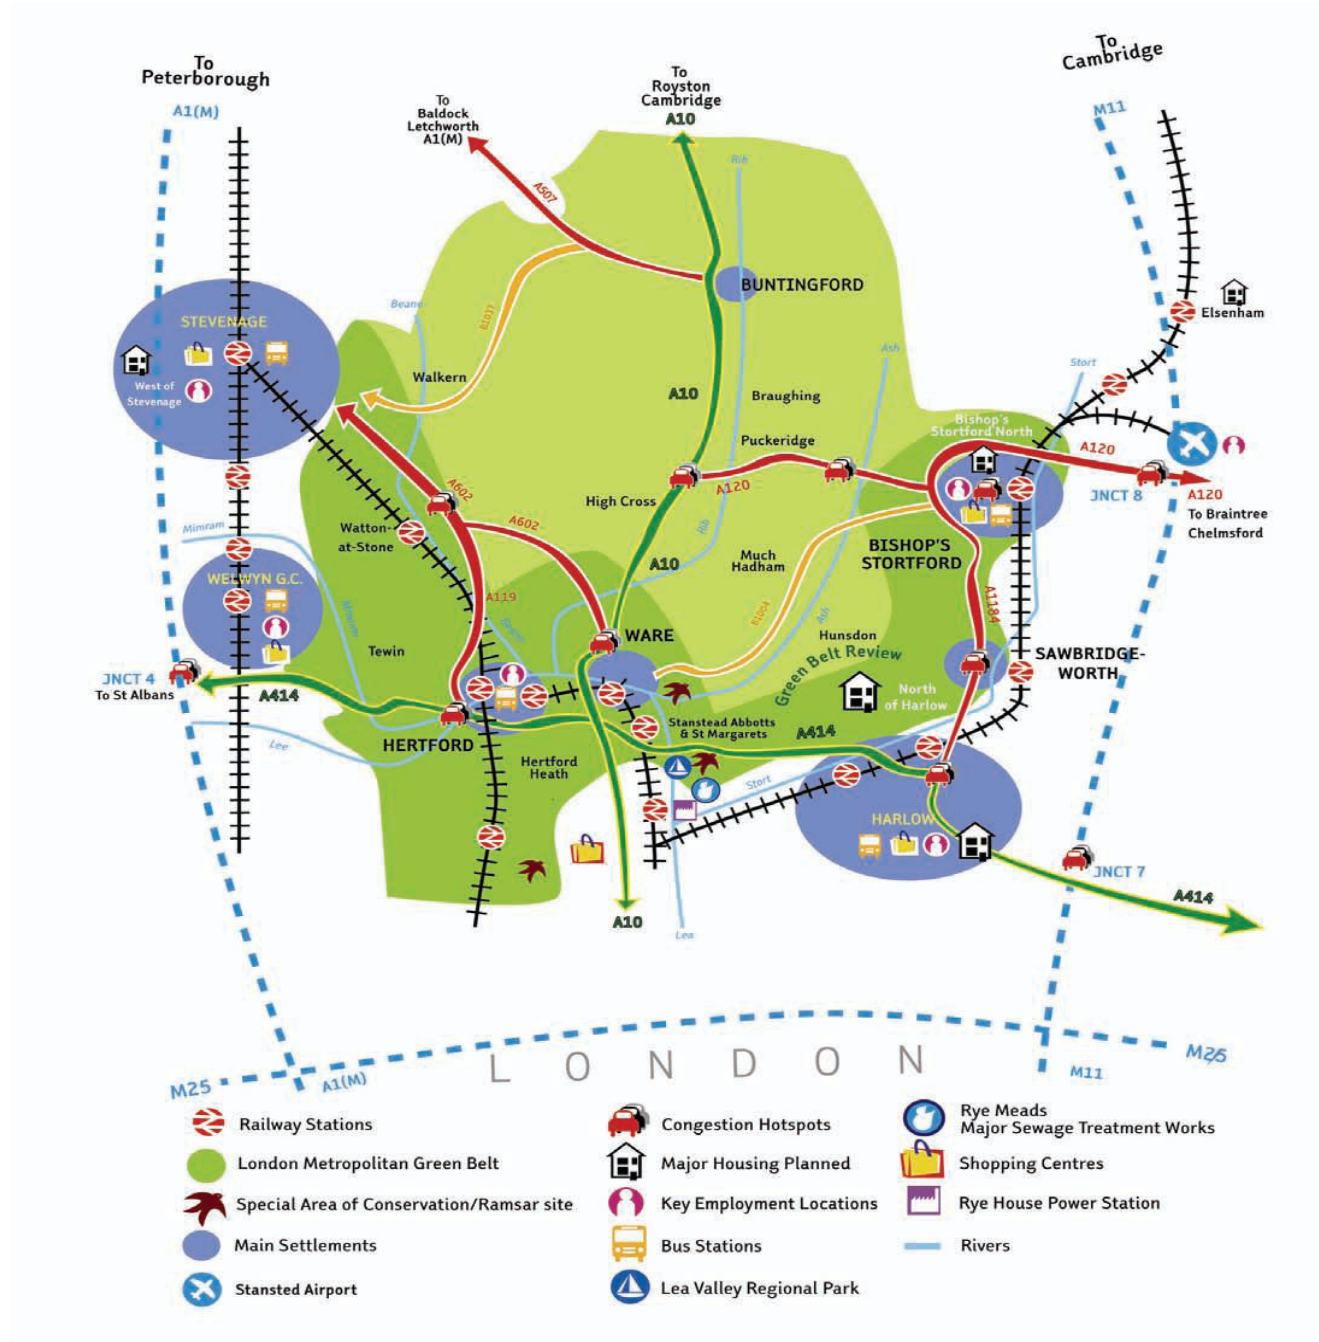 To
Peterborough
A1(M)
To
Baldock
Letchworth
A1(M)
To
Royston
Cambridge
A10
To
Cambridge
M11
A507
Rib
BUNTINGFORD
Elsenham
Beane
B1037
STEVENAGE
West of
Stevenage
Walkern
A10
Braughing
Ash
Stort
Bishop's
Stortford North
Puckeridge
A120
A120
JNCT 8
A120
To Braintree
Chelmsford
High Cross
A602
A602
Rib
Mimram
Watton-
at-Stone
BISHOP'S
STORTFORD
A10
Much
Hadham
WELWYN G.C.
Mimram
A119
Beane
B1004
Ash
A1184
WARE
Hunsdon
Green Belt Review
SAWBRIDGE-
WORTH
Tewin
JNCT 4
To St Albans
A414
North
of Harlow
Stanstead Abbotts
& St Margarets
A414
Lee
HERTFORD
Hertford
Heath
Stort
HARLOW
JNCT 7
A414
A10
Lea
LONDON
M25
A1(M)
M11
M25
Railway Stations
London Metropolitan Green Belt
Special Area of Conservation/Ramsar site
Main Settlements
Stansted Airport
Congestion Hotspots
Major Housing Planned
Key Employment Locations
Bus Stations
Lea Valley Regional Park
Rye Meads
Major Sewage Treatment Works
Shopping Centres
Rye House Power Station
Rivers